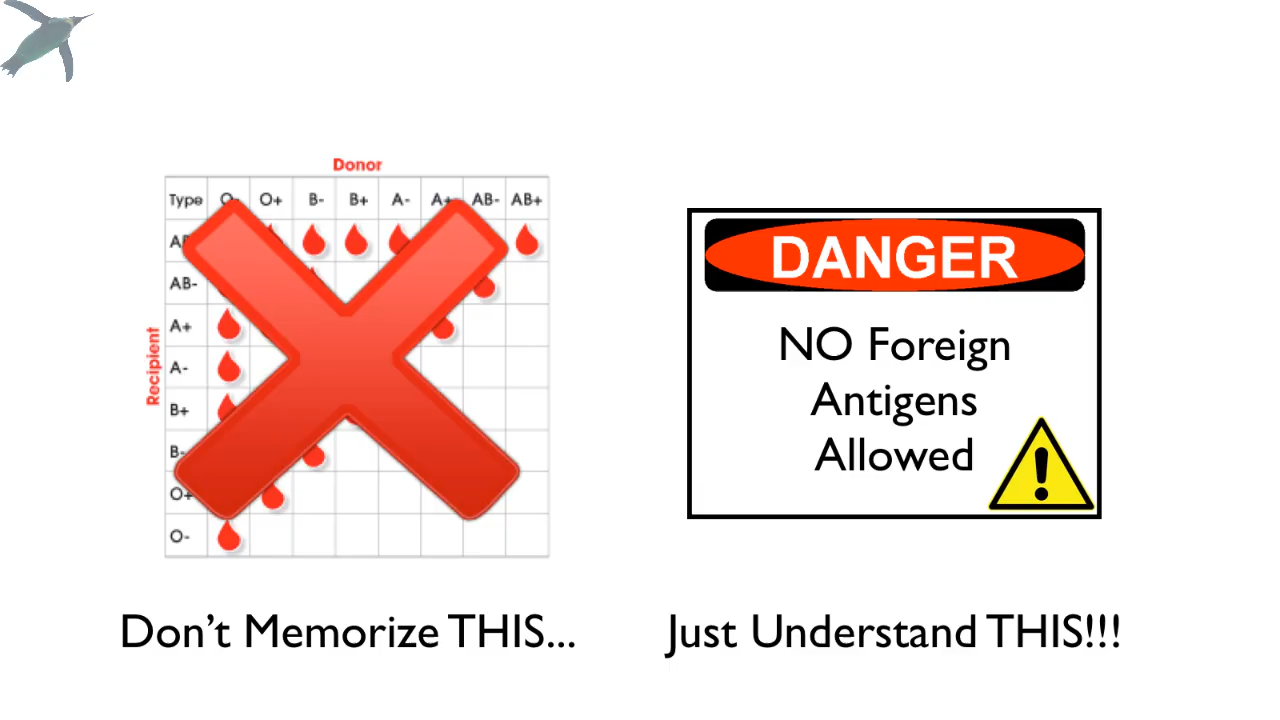 Donor
Type O- O+ B- B+ A- A+ AB- AB+
AB-
A+
A-
B+
B-
O+
O-
Recipient
Don't Memorize THIS...
DANGER
NO Foreign
Antigens
Allowed
!
Just Understand THIS!!!